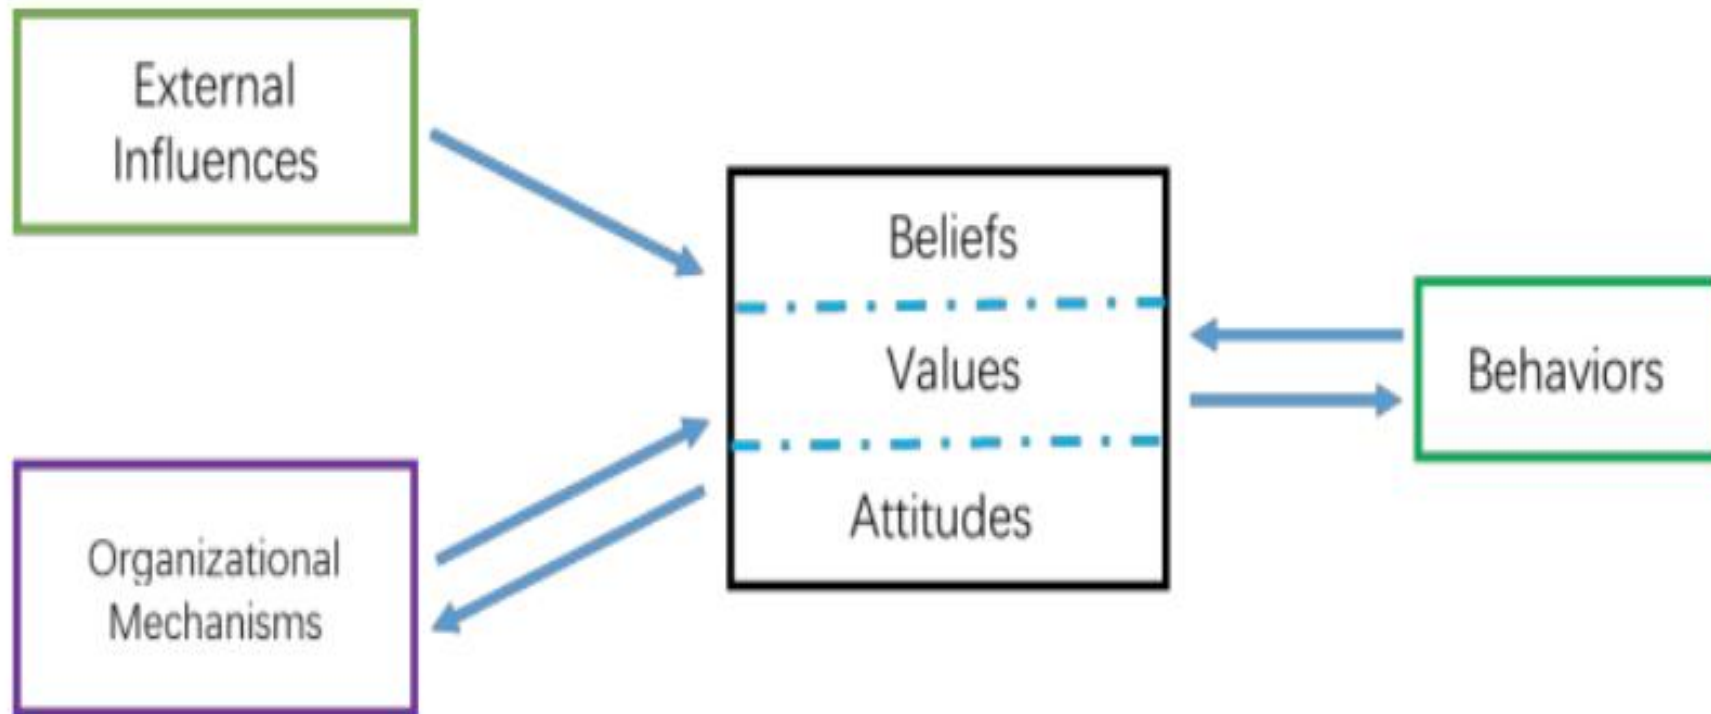 External
Influences
Beliefs
Values
Attitudes
Behaviors
Organizational
Mechanisms